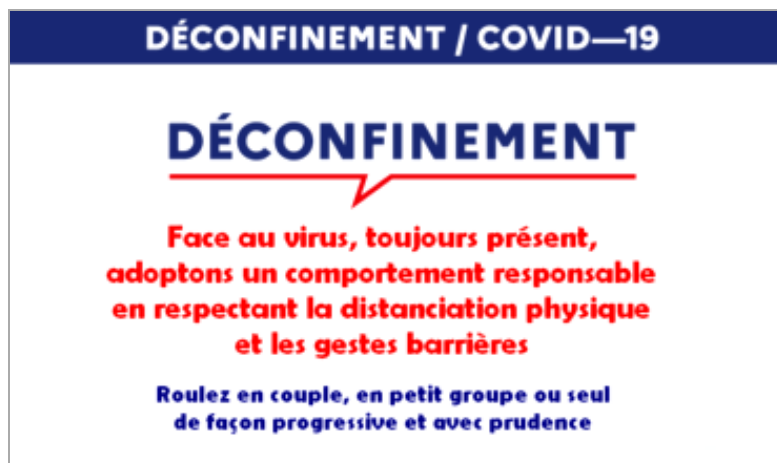 DÉCONFINEMENT / COVID—19
DÉCONFINEMENT
Face au virus, toujours présent,
adoptons un comportement responsable
en respectant la distanciation physique
et les gestes barrières
Roulez en couple, en petit groupe ou seul
de façon progressive et avec prudence